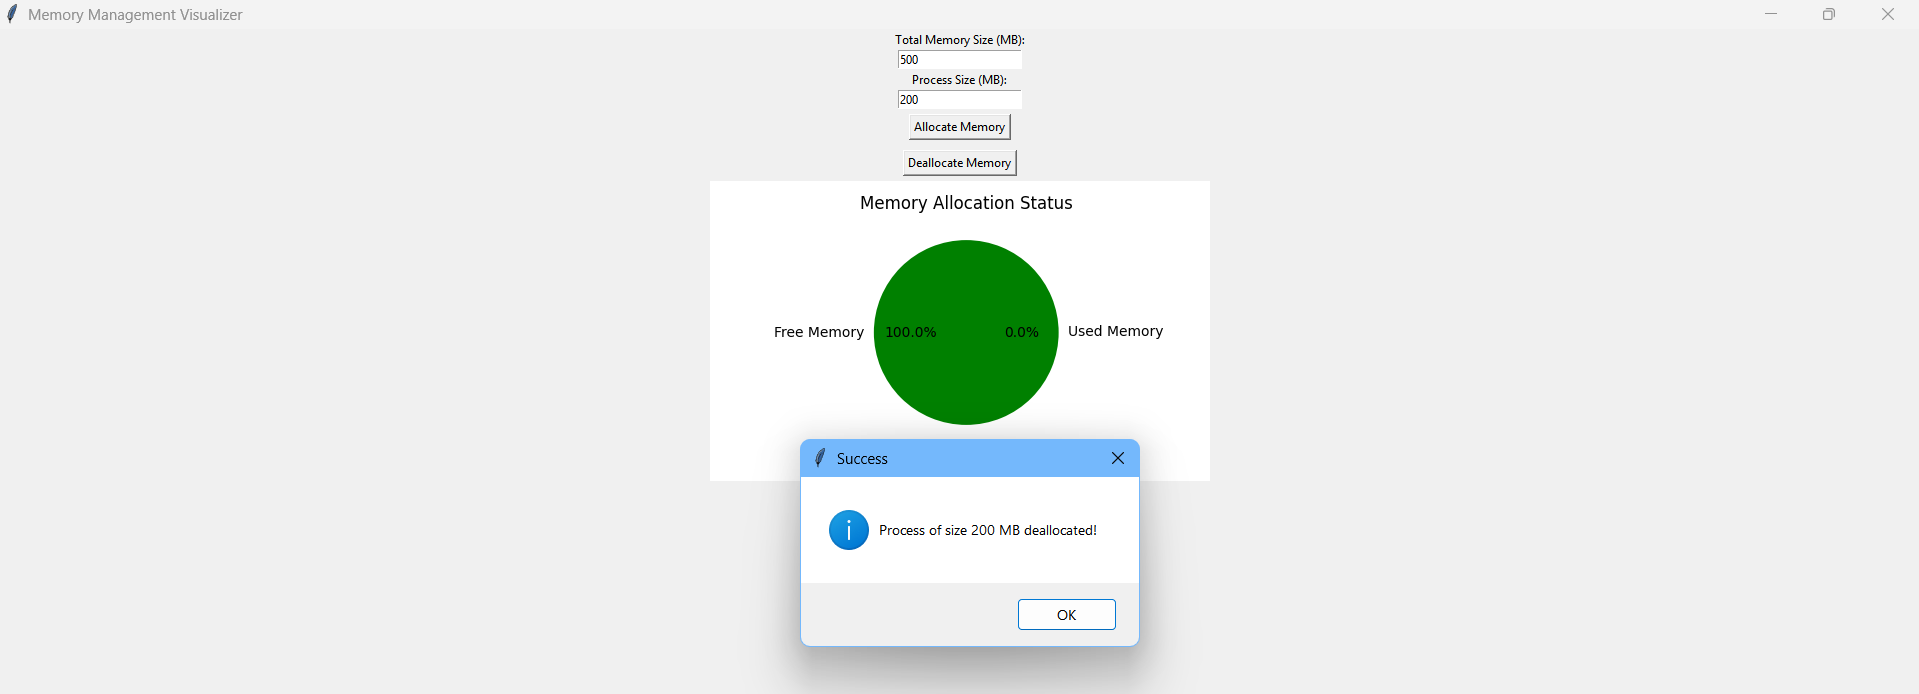 Memory Management Visualizer
Total Memory Size (MB):
500
Process Size (MB):
200
Allocate Memory
Deallocate Memory
Memory Allocation Status
Free Memory 100.0% 0.0% Used Memory
Success
Process of size 200 MB deallocated!
OK